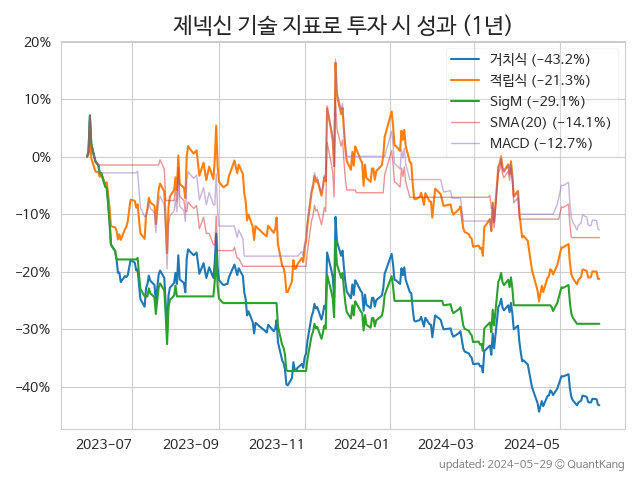 제넥신 기술 지표로 투자 시 성과 (1년)
20%
10%
0%
−10%
−20%
−30%
−40%
거치식 (−43.2%)
적립식 (−21.3%)
SigM (−29.1%)
SMA(20) (−14.1%)
MACD (−12.7%)
2023−07
2023−09
2023−11
2024−01
2024−03
2024−05
updated: 2024−05−29 © QuantKang